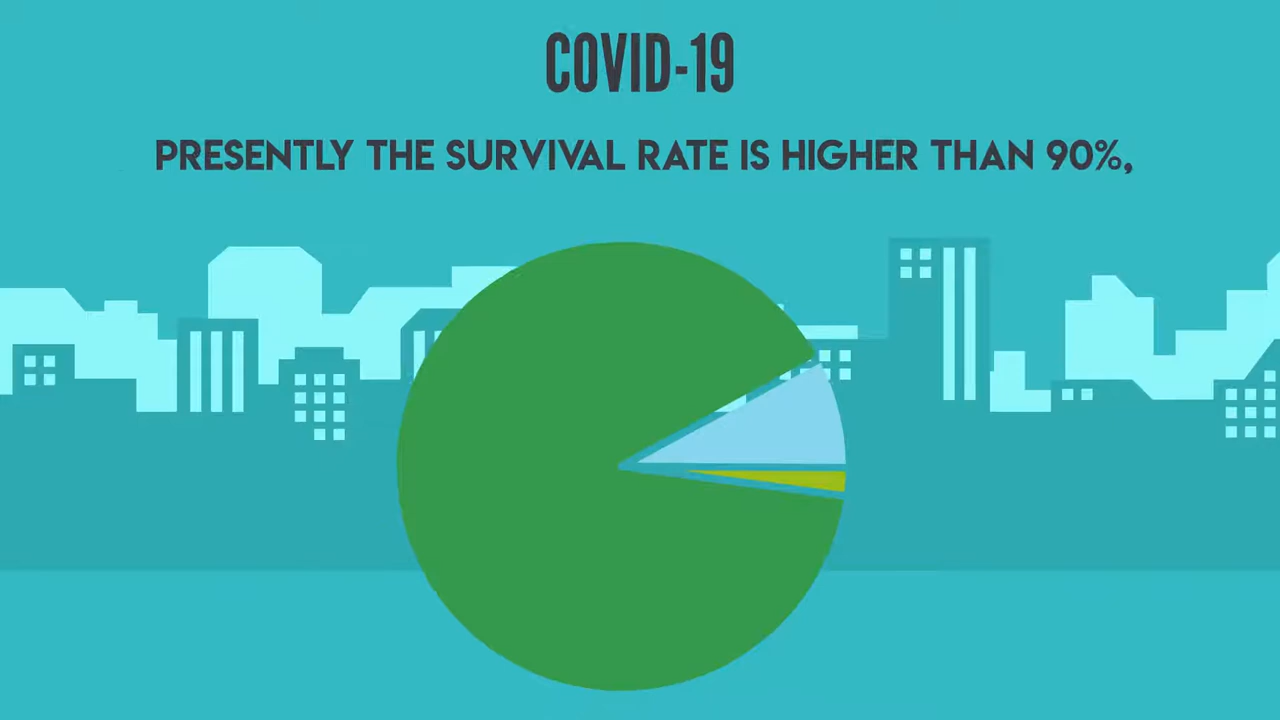 COVID-19
PRESENTLY THE SURVIVAL RATE IS HIGHER THAN 90%,